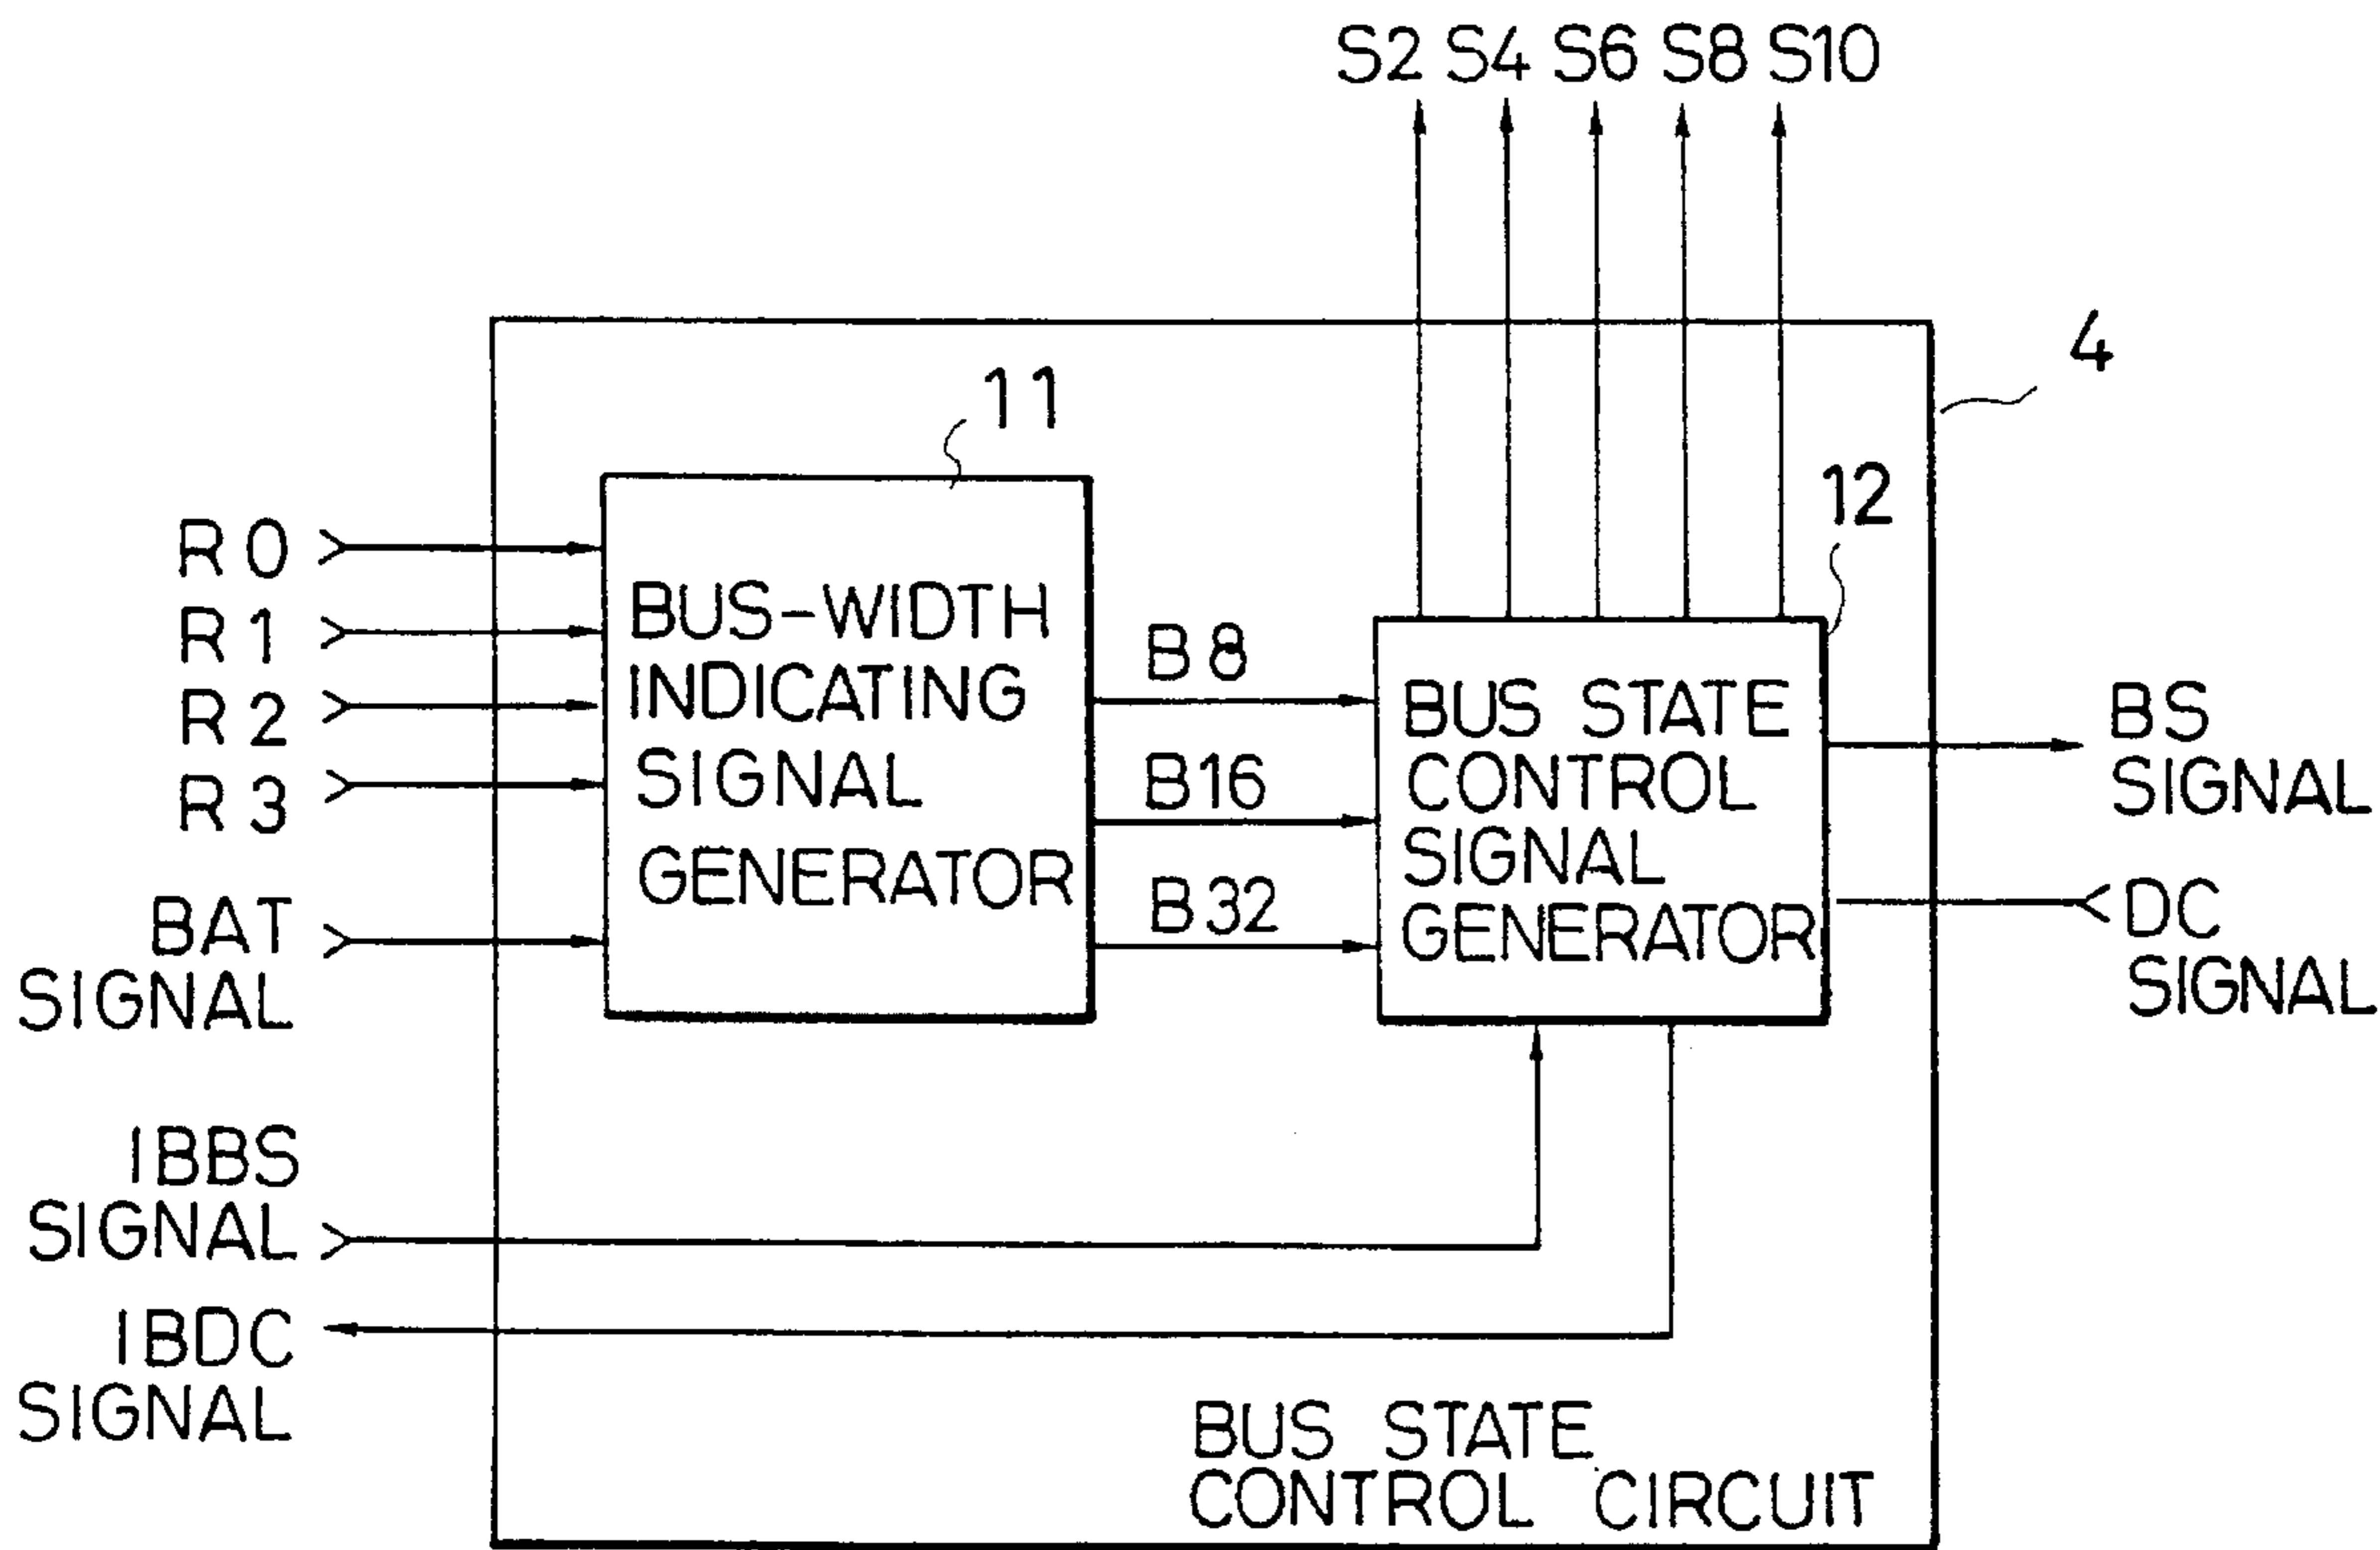 S2 S4 S6 S8 S10
4
11
12
R0
R1
R2
R3
BAT
SIGNAL
BUS-WIDTH
INDICATING
SIGNAL
GENERATOR
B8
B16
B32
BUS STATE
CONTROL
SIGNAL
GENERATOR
BS
SIGNAL
DC
SIGNAL
IBBS
SIGNAL
IBDC
SIGNAL
BUS STATE
CONTROL CIRCUIT